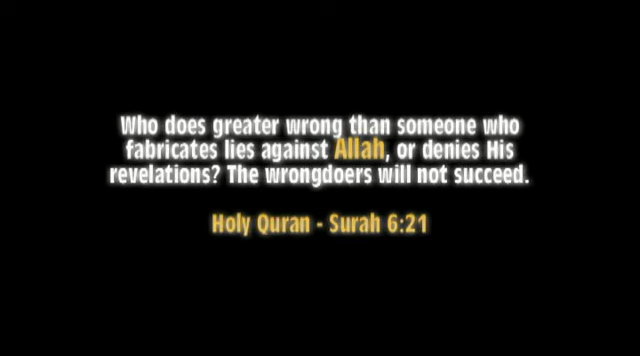 Who does greater wrong than someone who
fabricates lies against Allah, or denies His
revelations? The wrongdoers will not succeed.
Holy Quran - Surah 6:21